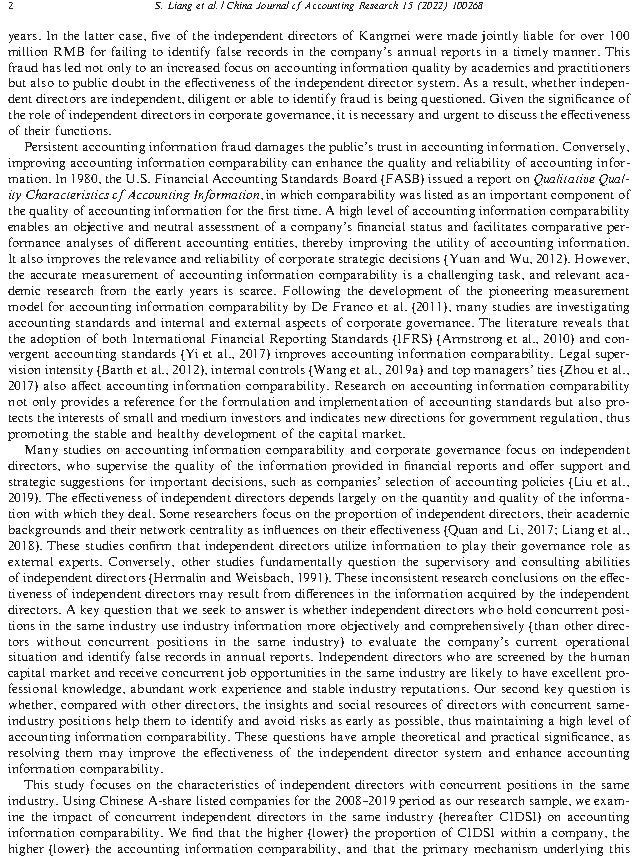 2 S. Liang et al. / China Journal of Accounting Research 15 (2022) 100268
years. In the latter case, five of the independent directors of Kangmei were made jointly liable for over 100
million RMB for failing to identify false records in the company's annual reports in a timely manner. This
fraud has led not only to an increased focus on accounting information quality by academics and practitioners
but also to public doubt in the effectiveness of the independent director system. As a result, whether indepen-
dent directors are independent, diligent or able to identify fraud is being questioned. Given the significance of
the role of independent directors in corporate governance, it is necessary and urgent to discuss the effectiveness
of their functions.
Persistent accounting information fraud damages the public's trust in accounting information. Conversely,
improving accounting information comparability can enhance the quality and reliability of accounting infor-
mation. In 1980, the U.S. Financial Accounting Standards Board (FASB) issued a report on Qualitative Qual-
ity Characteristics of Accounting Information, in which comparability was listed as an important component of
the quality of accounting information for the first time. A high level of accounting information comparability
enables an objective and neutral assessment of a company's financial status and facilitates comparative per-
formance analyses of different accounting entities, thereby improving the utility of accounting information.
It also improves the relevance and reliability of corporate strategic decisions (Yuan and Wu, 2012). However,
the accurate measurement of accounting information comparability is a challenging task, and relevant aca-
demic research from the early years is scarce. Following the development of the pioneering measurement
model for accounting information comparability by De Franco et al. (2011), many studies are investigating
accounting standards and internal and external aspects of corporate governance. The literature reveals that
the adoption of both International Financial Reporting Standards (IFRS) (Armstrong et al., 2010) and con-
vergent accounting standards (Yi et al., 2017) improves accounting information comparability. Legal super-
vision intensity (Barth et al., 2012), internal controls (Wang et al., 2019a) and top managers' ties (Zhou et al.,
2017) also affect accounting information comparability. Research on accounting information comparability
not only provides a reference for the formulation and implementation of accounting standards but also pro-
tects the interests of small and medium investors and indicates new directions for government regulation, thus
promoting the stable and healthy development of the capital market.
Many studies on accounting information comparability and corporate governance focus on independent
directors, who supervise the quality of the information provided in financial reports and offer support and
strategic suggestions for important decisions, such as companies' selection of accounting policies (Liu et al.,
2019). The effectiveness of independent directors depends largely on the quantity and quality of the informa-
tion with which they deal. Some researchers focus on the proportion of independent directors, their academic
backgrounds and their network centrality as influences on their effectiveness (Quan and Li, 2017; Liang et al.,
2018). These studies confirm that independent directors utilize information to play their governance role as
external experts. Conversely, other studies fundamentally question the supervisory and consulting abilities
of independent directors (Hermalin and Weisbach, 1991). These inconsistent research conclusions on the effec-
tiveness of independent directors may result from differences in the information acquired by the independent
directors. A key question that we seek to answer is whether independent directors who hold concurrent posi-
tions in the same industry use industry information more objectively and comprehensively (than other direc-
tors without concurrent positions in the same industry) to evaluate the company's current operational
situation and identify false records in annual reports. Independent directors who are screened by the human
capital market and receive concurrent job opportunities in the same industry are likely to have excellent pro-
fessional knowledge, abundant work experience and stable industry reputations. Our second key question is
whether, compared with other directors, the insights and social resources of directors with concurrent same-
industry positions help them to identify and avoid risks as early as possible, thus maintaining a high level of
accounting information comparability. These questions have ample theoretical and practical significance, as
resolving them may improve the effectiveness of the independent director system and enhance accounting
information comparability.
This study focuses on the characteristics of independent directors with concurrent positions in the same
industry. Using Chinese A-share listed companies for the 2008–2019 period as our research sample, we exam-
ine the impact of concurrent independent directors in the same industry (hereafter CIDSI) on accounting
information comparability. We find that the higher (lower) the proportion of CIDSI within a company, the
higher (lower) the accounting information comparability, and that the primary mechanism underlying this